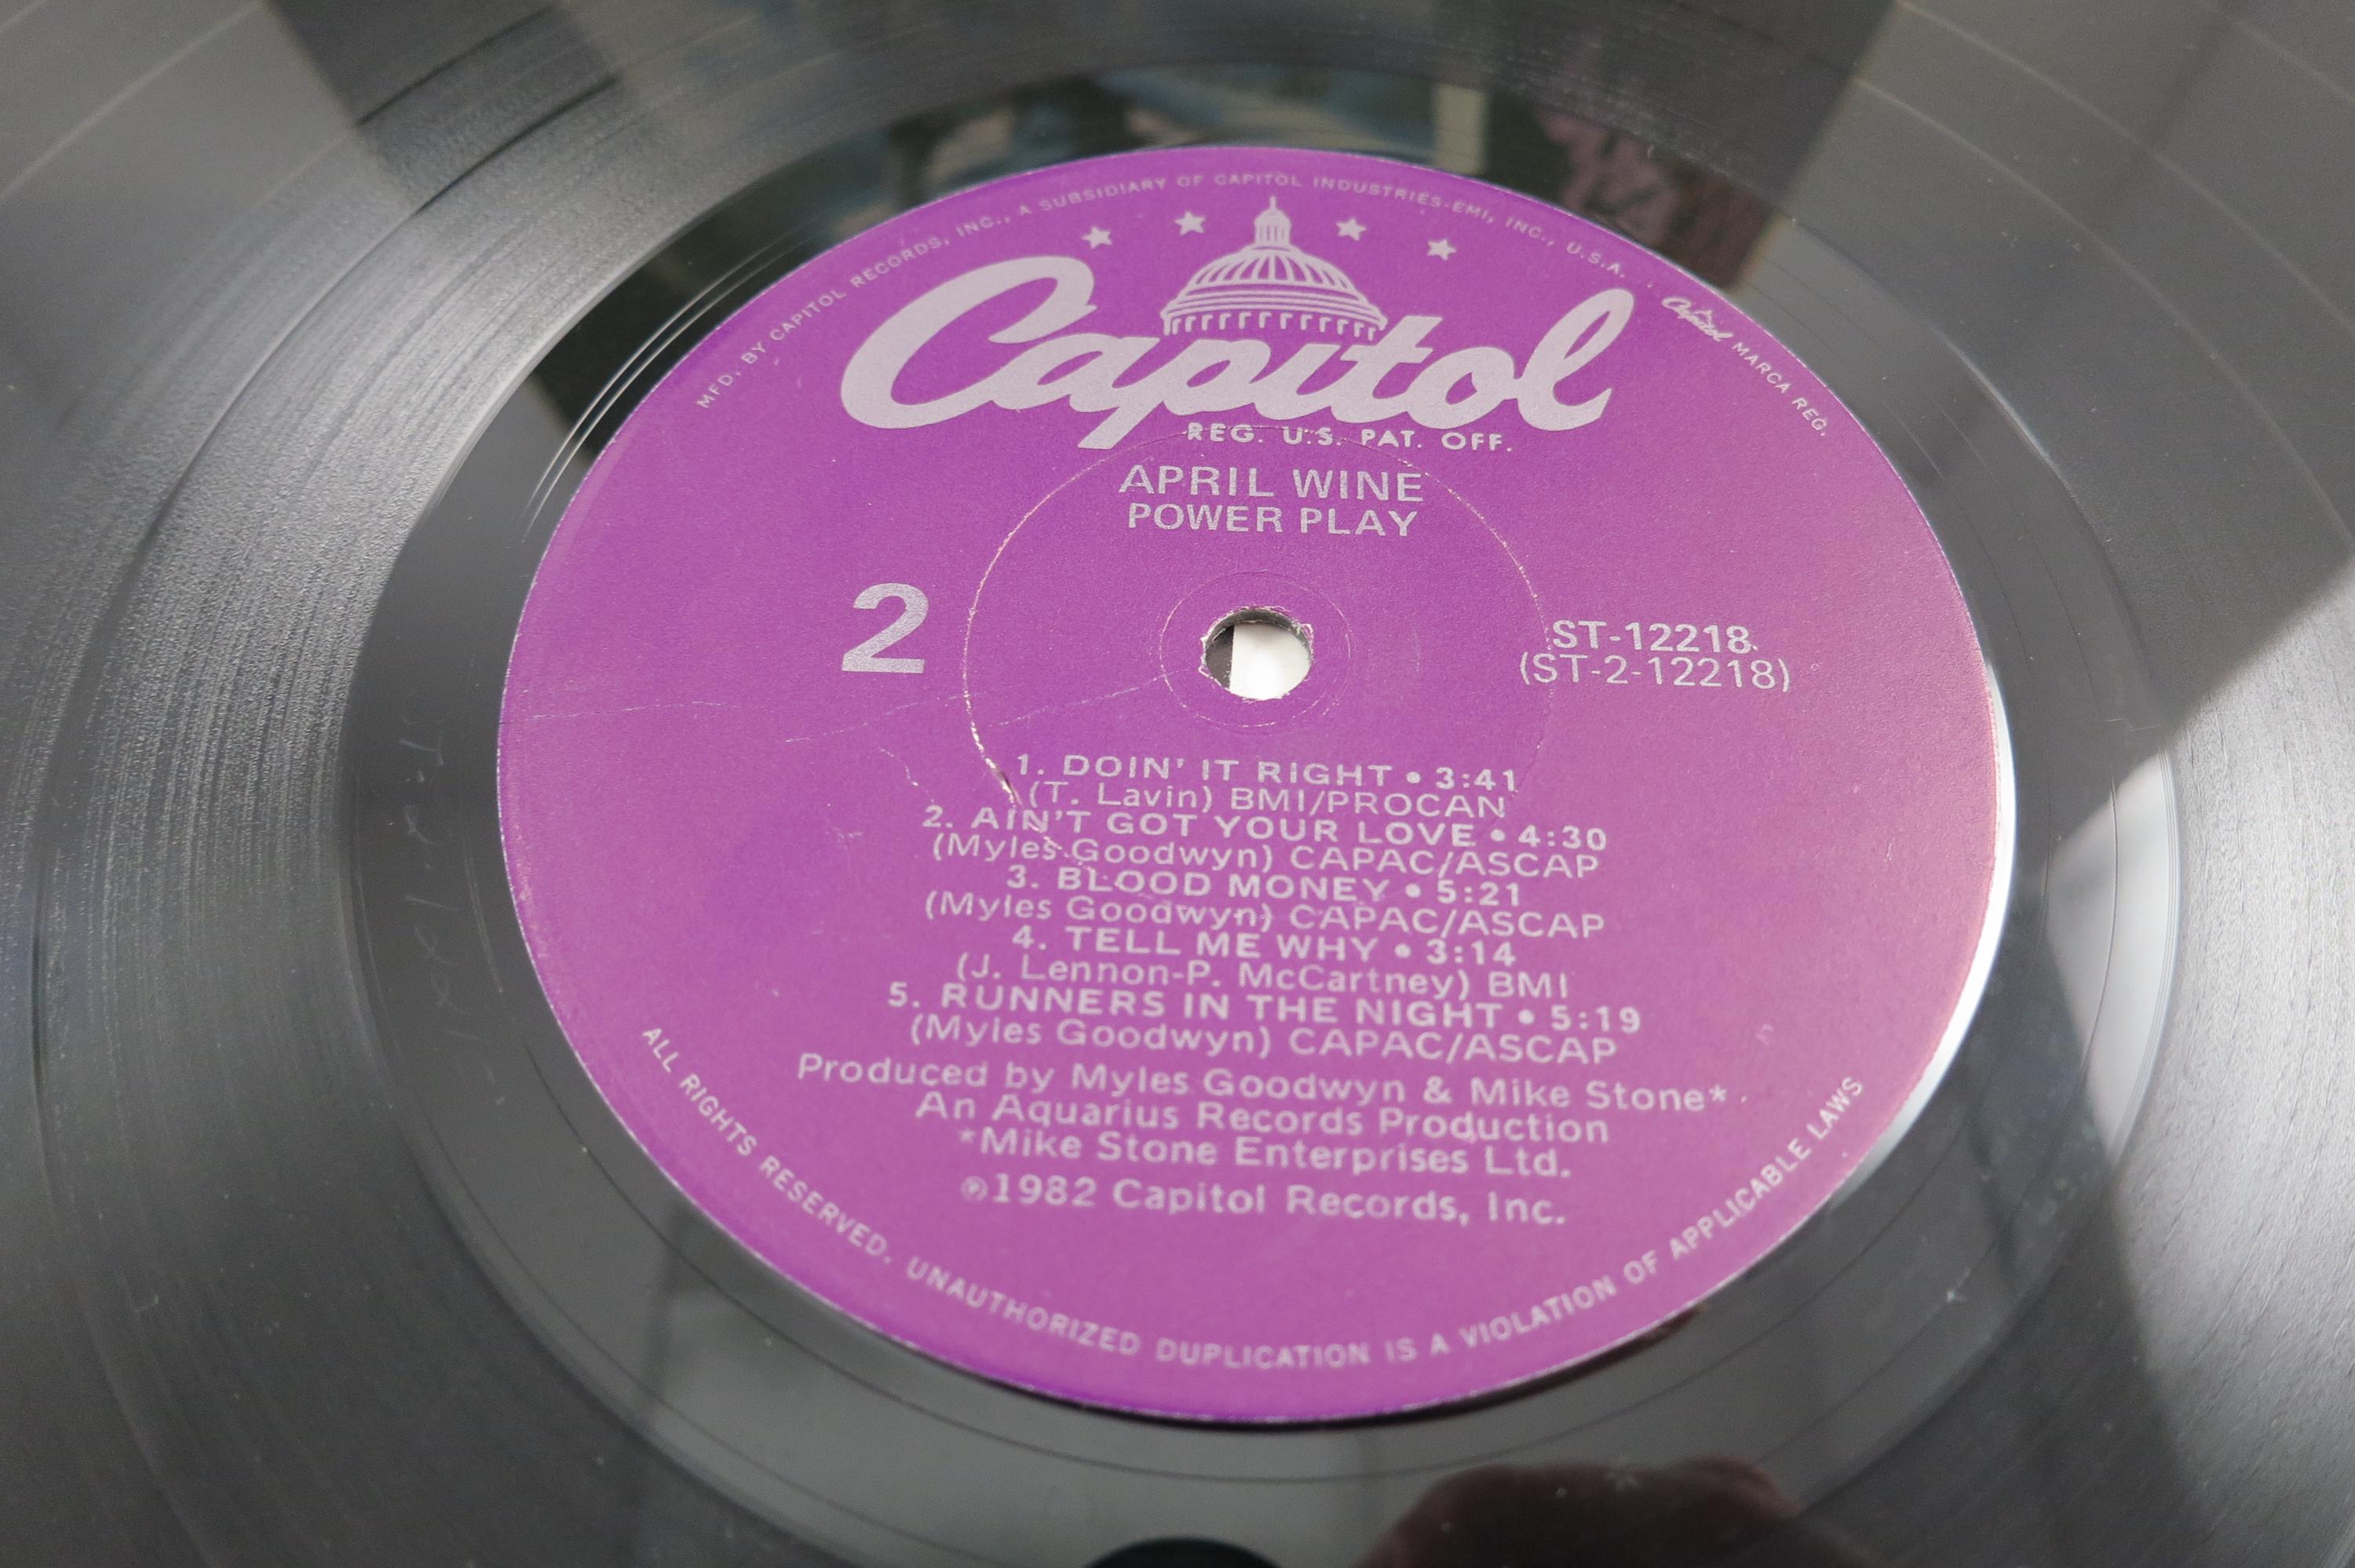 MFD. BY CAPITOL RECORDS, INC., A SUBSIDIARY OF CAPITOL INDUSTRIES-EMI, INC., U.S.A. Capitol MARCA REG.
Capitol
REG. U.S. PAT. OFF.
APRIL WINE
POWER PLAY
2
ST-12218
(ST-2-12218)
1. DOIN' IT RIGHT • 3:41
(T. Lavin) BMI/PROCAN
2. AIN'T GOT YOUR LOVE • 4:30
(Myles Goodwyn) CAPAC/ASCAP
3. BLOOD MONEY • 5:21
(Myles Goodwyn) CAPAC/ASCAP
4. TELL ME WHY • 3:14
(J. Lennon-P. McCartney) BMI
5. RUNNERS IN THE NIGHT • 5:19
(Myles Goodwyn) CAPAC/ASCAP
Produced by Myles Goodwyn & Mike Stone*
An Aquarius Records Production
*Mike Stone Enterprises Ltd.
℗1982 Capitol Records, Inc.
ALL RIGHTS RESERVED. UNAUTHORIZED DUPLICATION IS A VIOLATION OF APPLICABLE LAWS